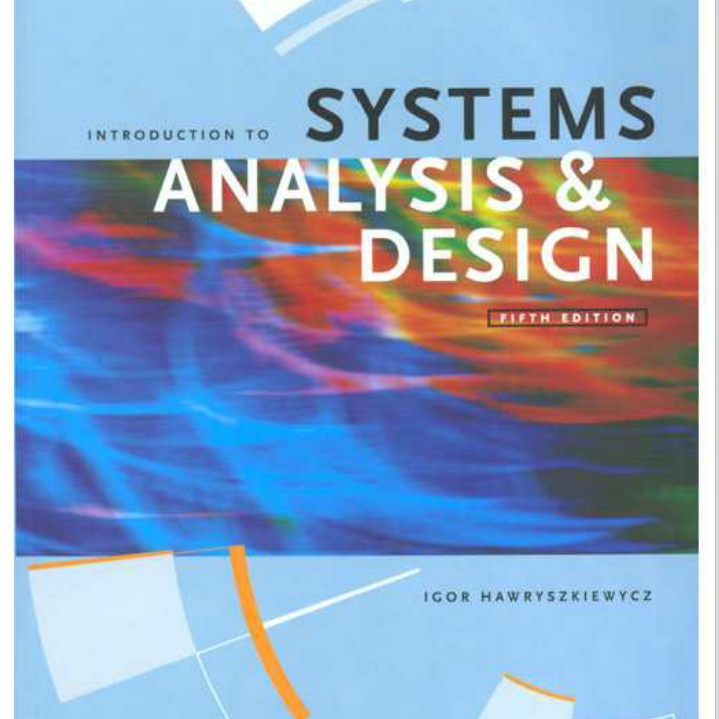 INTRODUCTION TO SYSTEMS
ANALYSIS &
DESIGN
FIFTH EDITION
IGOR HAWRYSZKIEWYCZ